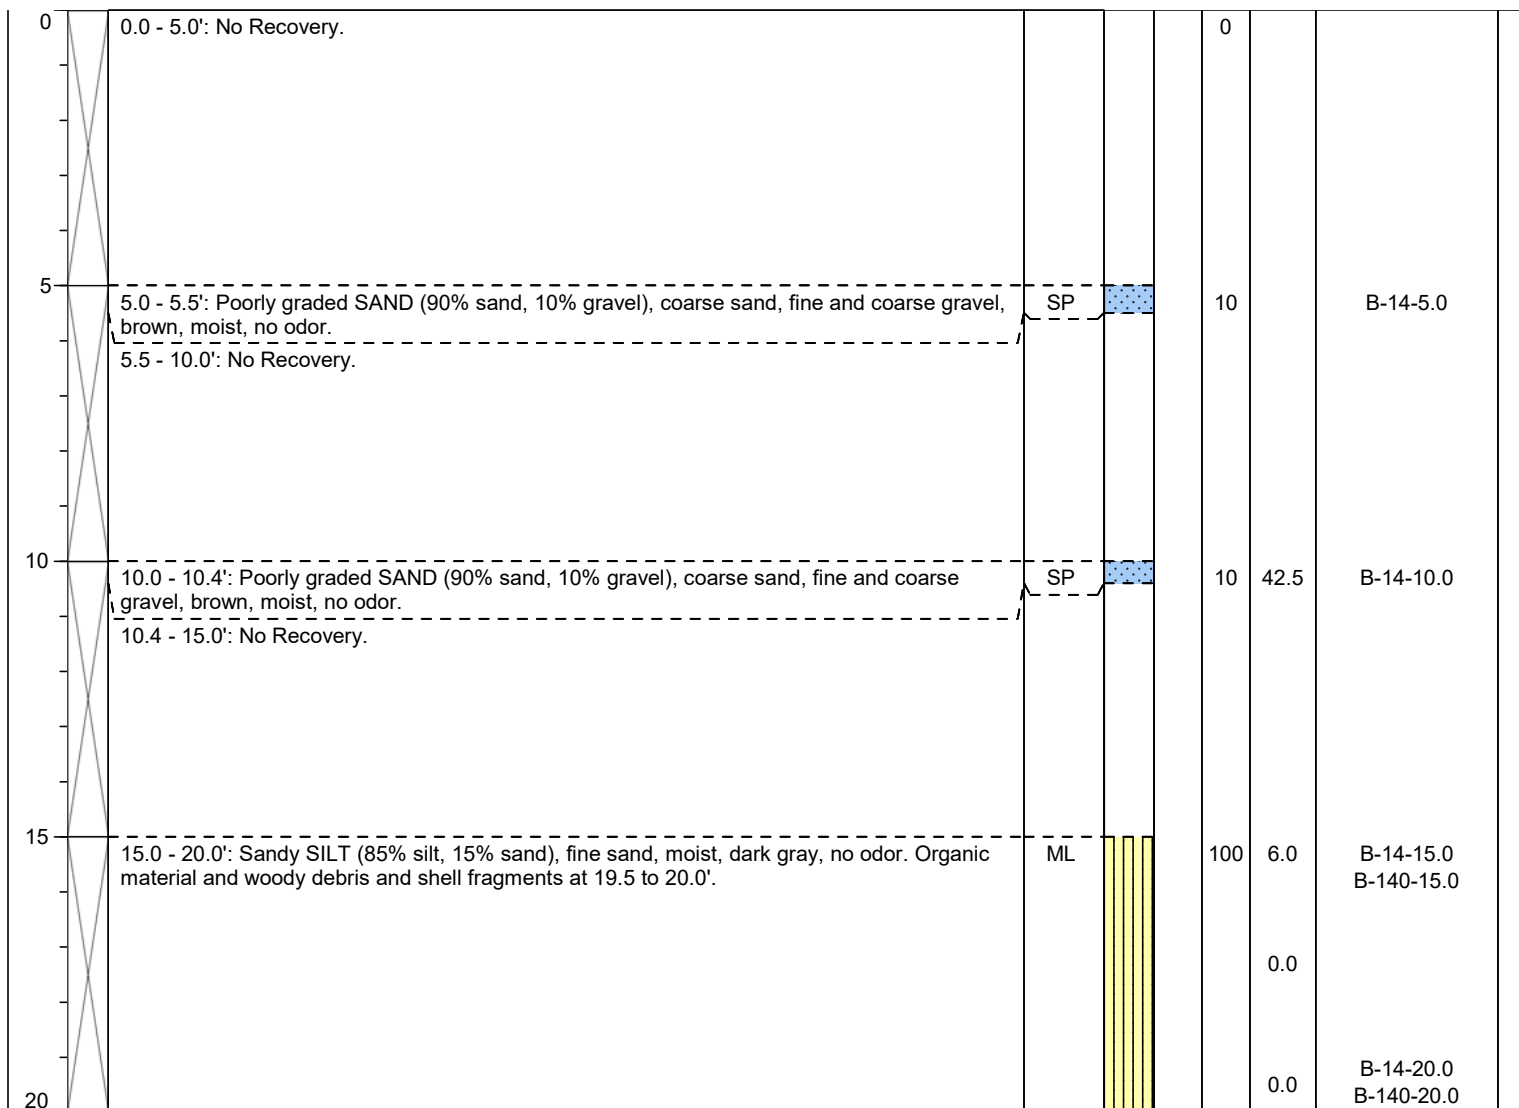 0
0.0 - 5.0': No Recovery.
0
5
5.0 - 5.5': Poorly graded SAND (90% sand, 10% gravel), coarse sand, fine and coarse gravel,
brown, moist, no odor.
SP
10
B-14-5.0
5.5 - 10.0': No Recovery.
10
10.0 - 10.4': Poorly graded SAND (90% sand, 10% gravel), coarse sand, fine and coarse
gravel, brown, moist, no odor.
SP
10
42.5
B-14-10.0
10.4 - 15.0': No Recovery.
15
15.0 - 20.0': Sandy SILT (85% silt, 15% sand), fine sand, moist, dark gray, no odor. Organic
material and woody debris and shell fragments at 19.5 to 20.0'.
ML
100
6.0
B-14-15.0
B-140-15.0
0.0
0.0
B-14-20.0
B-140-20.0
20